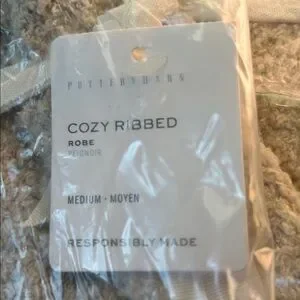 POTTERY BARN
COZY RIBBED
ROBE
PEIGNOIR
MEDIUM • MOYEN
RESPONSIBLY MADE